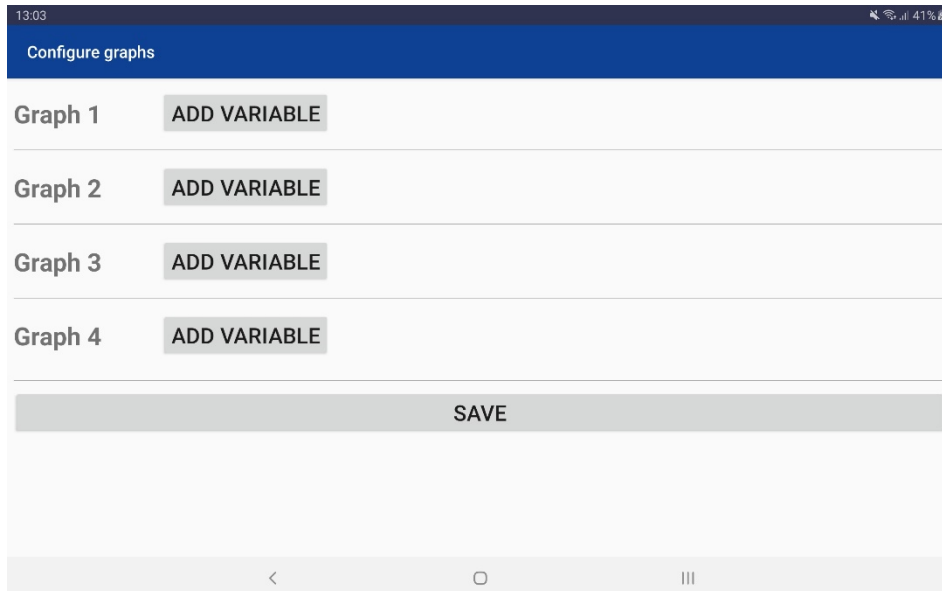 13:03 41%
Configure graphs
Graph 1 ADD VARIABLE
Graph 2 ADD VARIABLE
Graph 3 ADD VARIABLE
Graph 4 ADD VARIABLE
SAVE